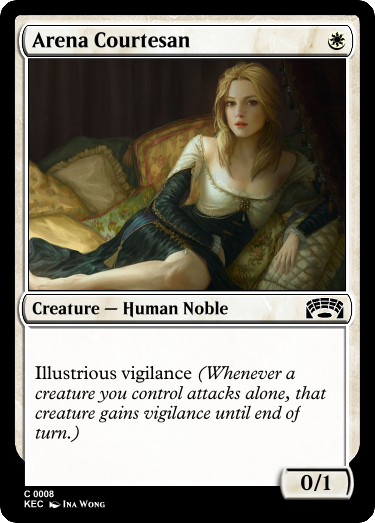 Arena Courtesan
Creature — Human Noble
Illustrious vigilance (Whenever a
creature you control attacks alone, that
creature gains vigilance until end of
turn.)
0/1
C 0008
KEC Ina Wong